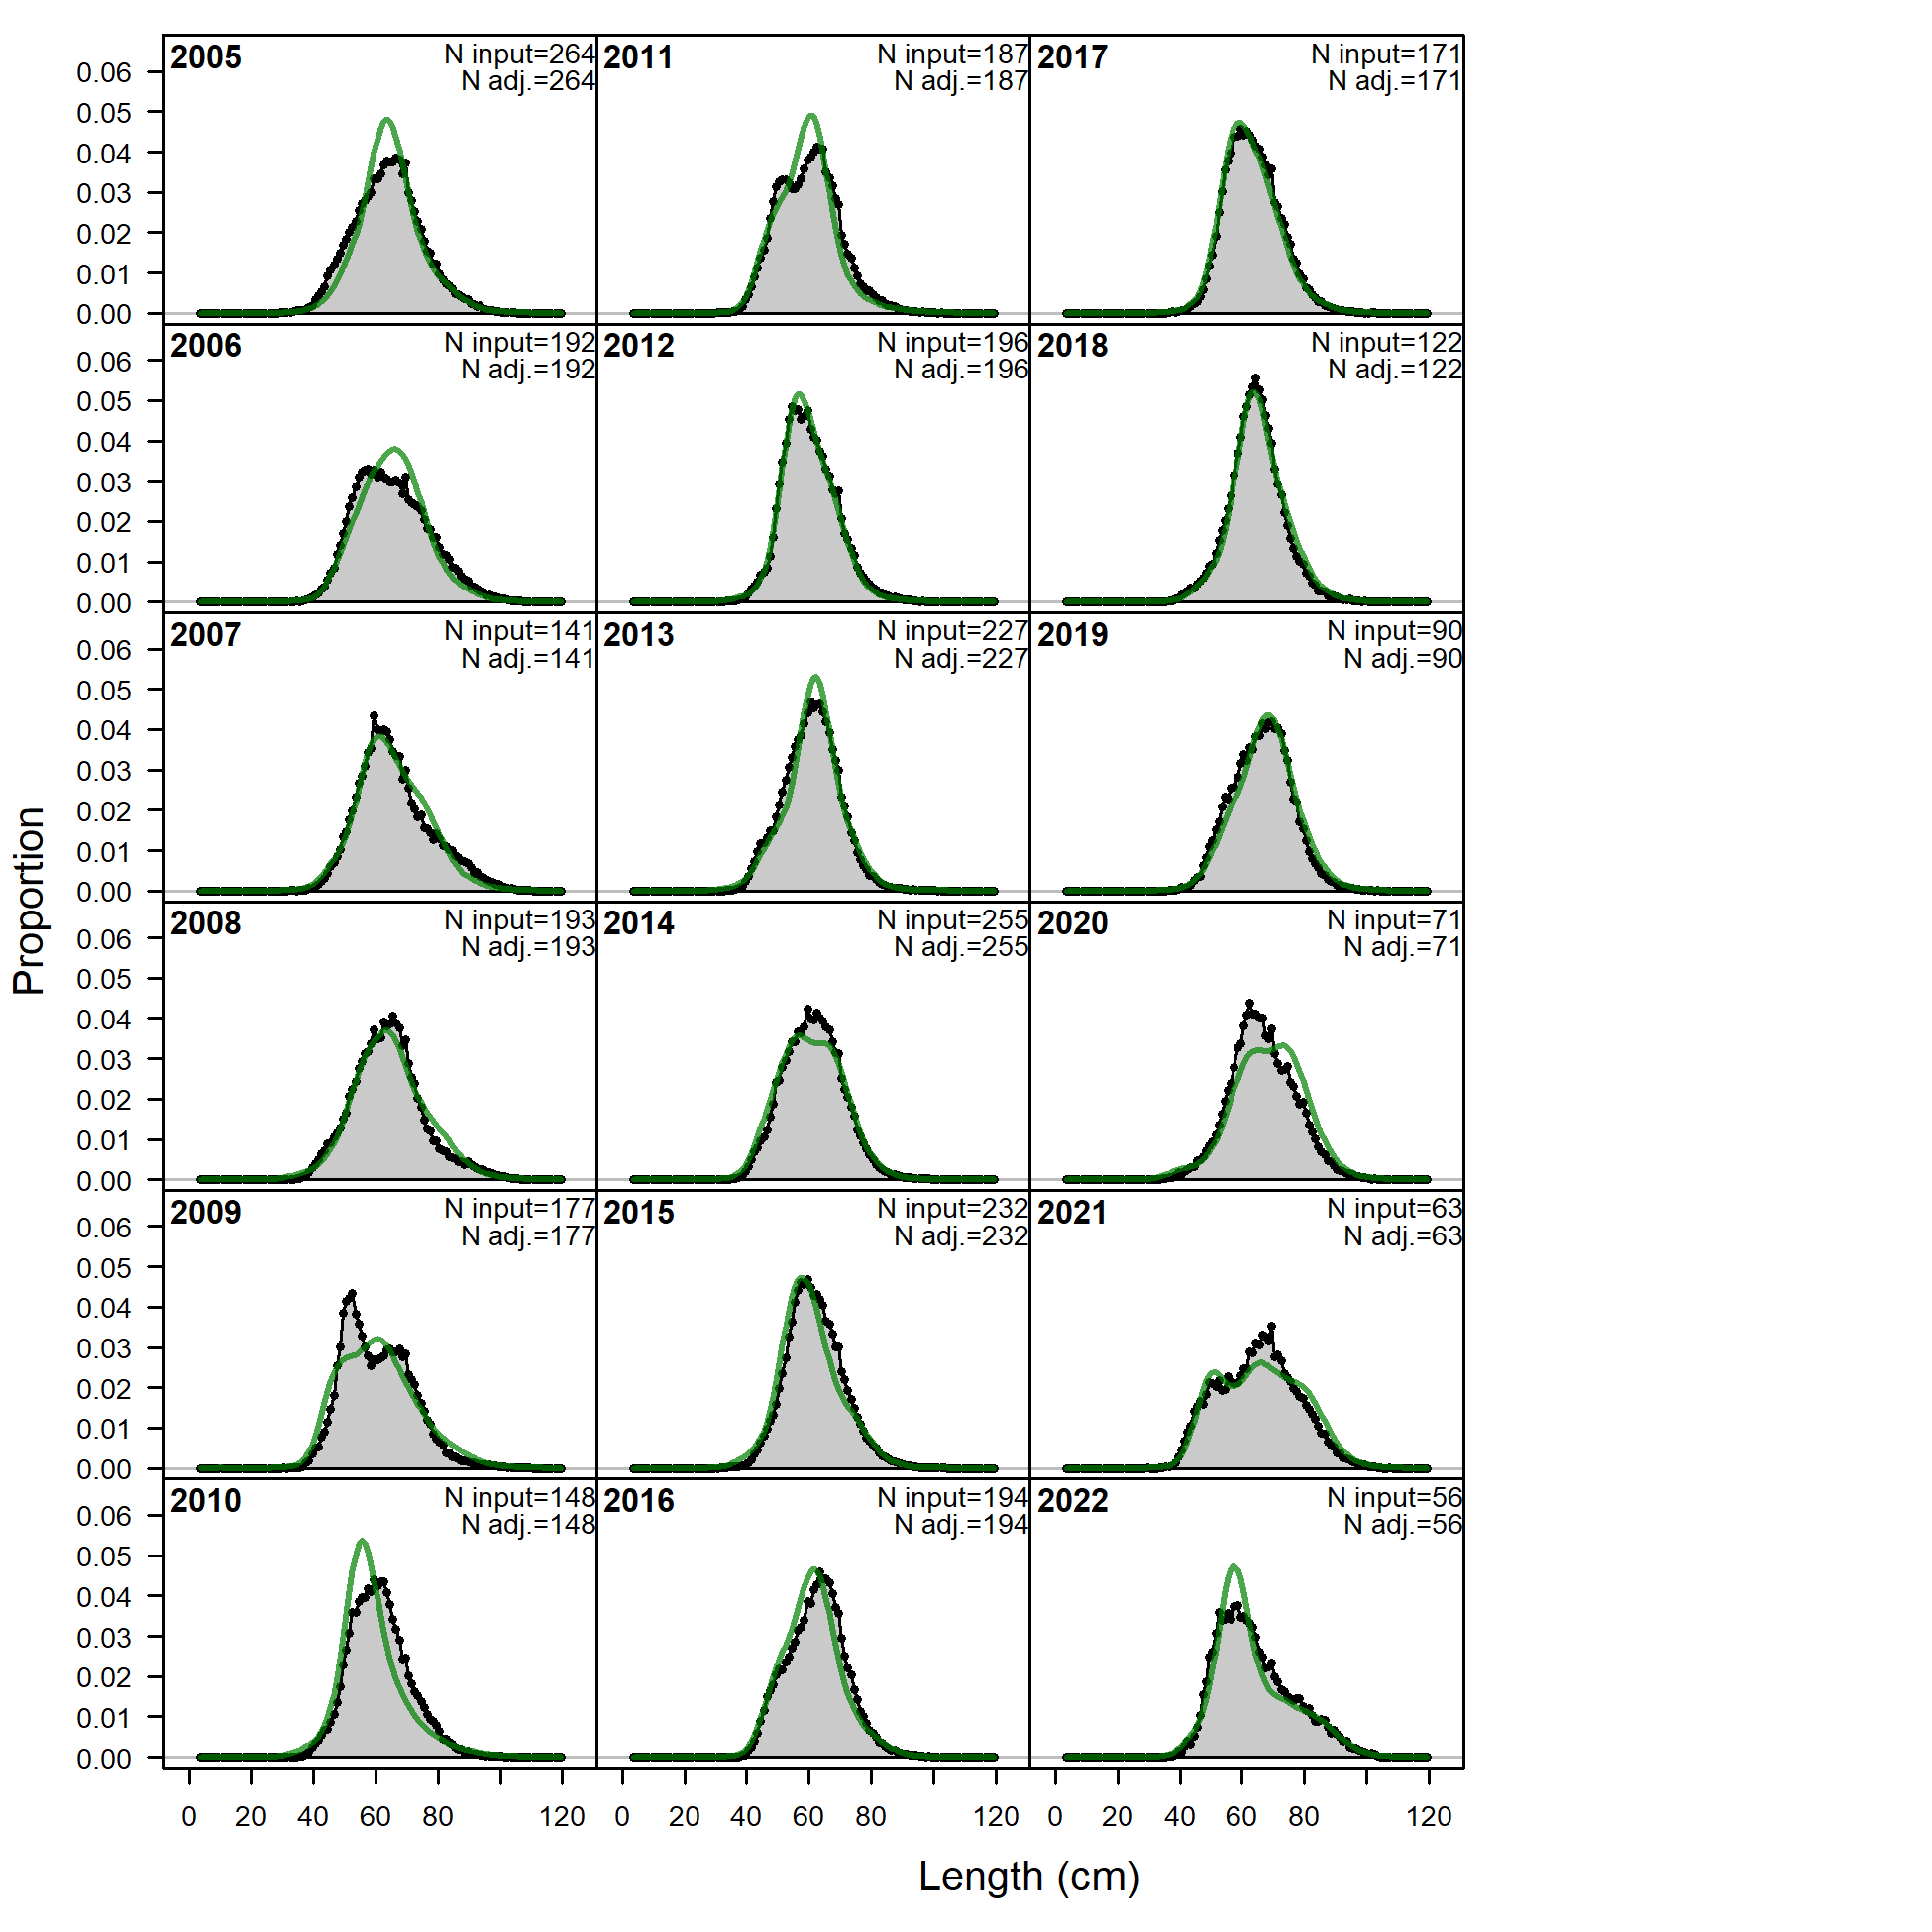 2005
N input=264
N adj.=264
2011
N input=187
N adj.=187
2017
N input=171
N adj.=171
0.06
0.05
0.04
0.03
0.02
0.01
0.00
2006
N input=192
N adj.=192
2012
N input=196
N adj.=196
2018
N input=122
N adj.=122
0.06
0.05
0.04
0.03
0.02
0.01
0.00
2007
N input=141
N adj.=141
2013
N input=227
N adj.=227
2019
N input=90
N adj.=90
0.06
0.05
0.04
0.03
0.02
0.01
0.00
Proportion
2008
N input=193
N adj.=193
2014
N input=255
N adj.=255
2020
N input=71
N adj.=71
0.06
0.05
0.04
0.03
0.02
0.01
0.00
2009
N input=177
N adj.=177
2015
N input=232
N adj.=232
2021
N input=63
N adj.=63
0.06
0.05
0.04
0.03
0.02
0.01
0.00
2010
N input=148
N adj.=148
2016
N input=194
N adj.=194
2022
N input=56
N adj.=56
0.06
0.05
0.04
0.03
0.02
0.01
0.00
0 20 40 60 80 120 0 20 40 60 80 120 0 20 40 60 80 120
Length (cm)